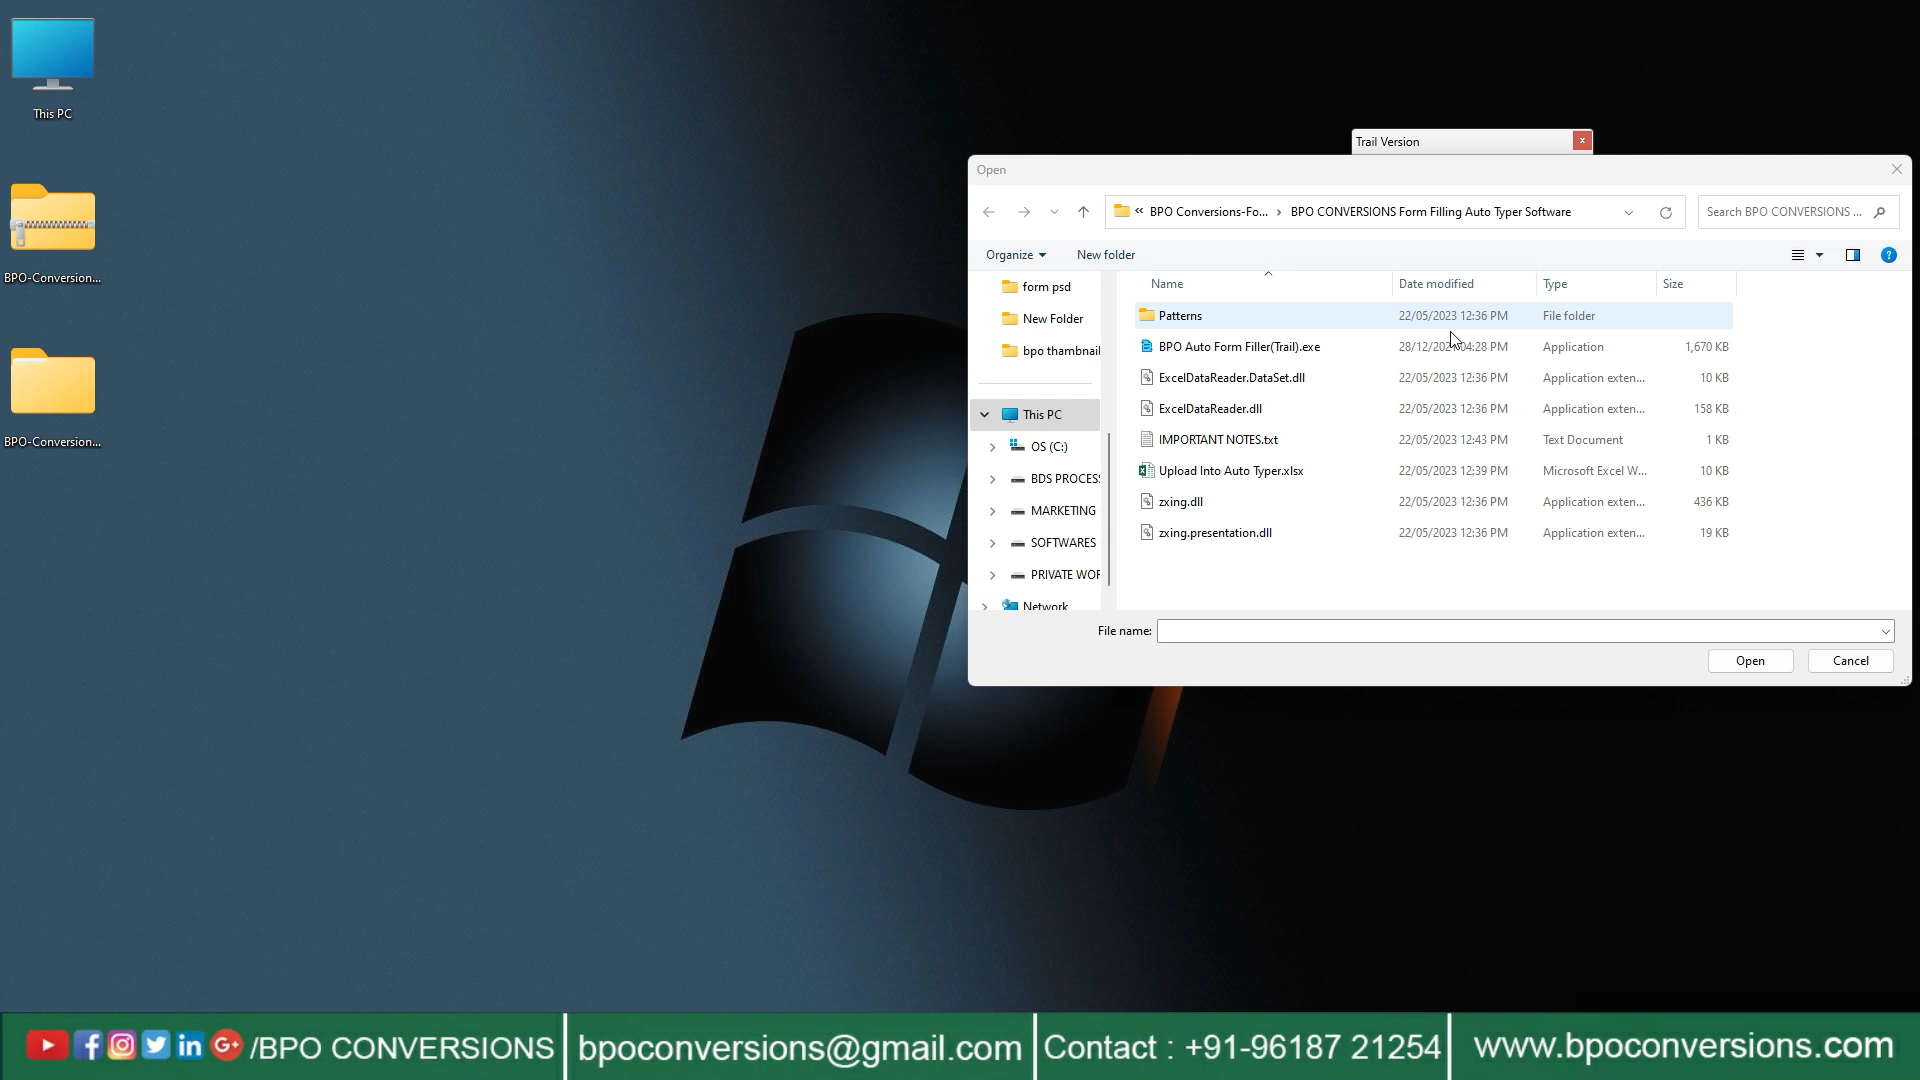 This PC
BPO-Conversion...
BPO-Conversion...
Trail Version
Open
« BPO Conversions-Fo... › BPO CONVERSIONS Form Filling Auto Typer Software
Search BPO CONVERSIONS ...
Organize
New folder
form psd
New Folder
bpo thambnail
This PC
OS (C:)
BDS PROCES
MARKETING
SOFTWARES
PRIVATE WOR
Network
Name Date modified Type Size
Patterns 22/05/2023 12:36 PM File folder
BPO Auto Form Filler(Trail).exe 28/12/202 04:28 PM Application 1,670 KB
ExcelDataReader.DataSet.dll 22/05/2023 12:36 PM Application exten... 10 KB
ExcelDataReader.dll 22/05/2023 12:36 PM Application exten... 158 KB
IMPORTANT NOTES.txt 22/05/2023 12:43 PM Text Document 1 KB
Upload Into Auto Typer.xlsx 22/05/2023 12:39 PM Microsoft Excel W... 10 KB
zxing.dll 22/05/2023 12:36 PM Application exten... 436 KB
zxing.presentation.dll 22/05/2023 12:36 PM Application exten... 19 KB
File name:
Open Cancel
/BPO CONVERSIONS bpoconversions@gmail.com Contact : +91-96187 21254 www.bpoconversions.com